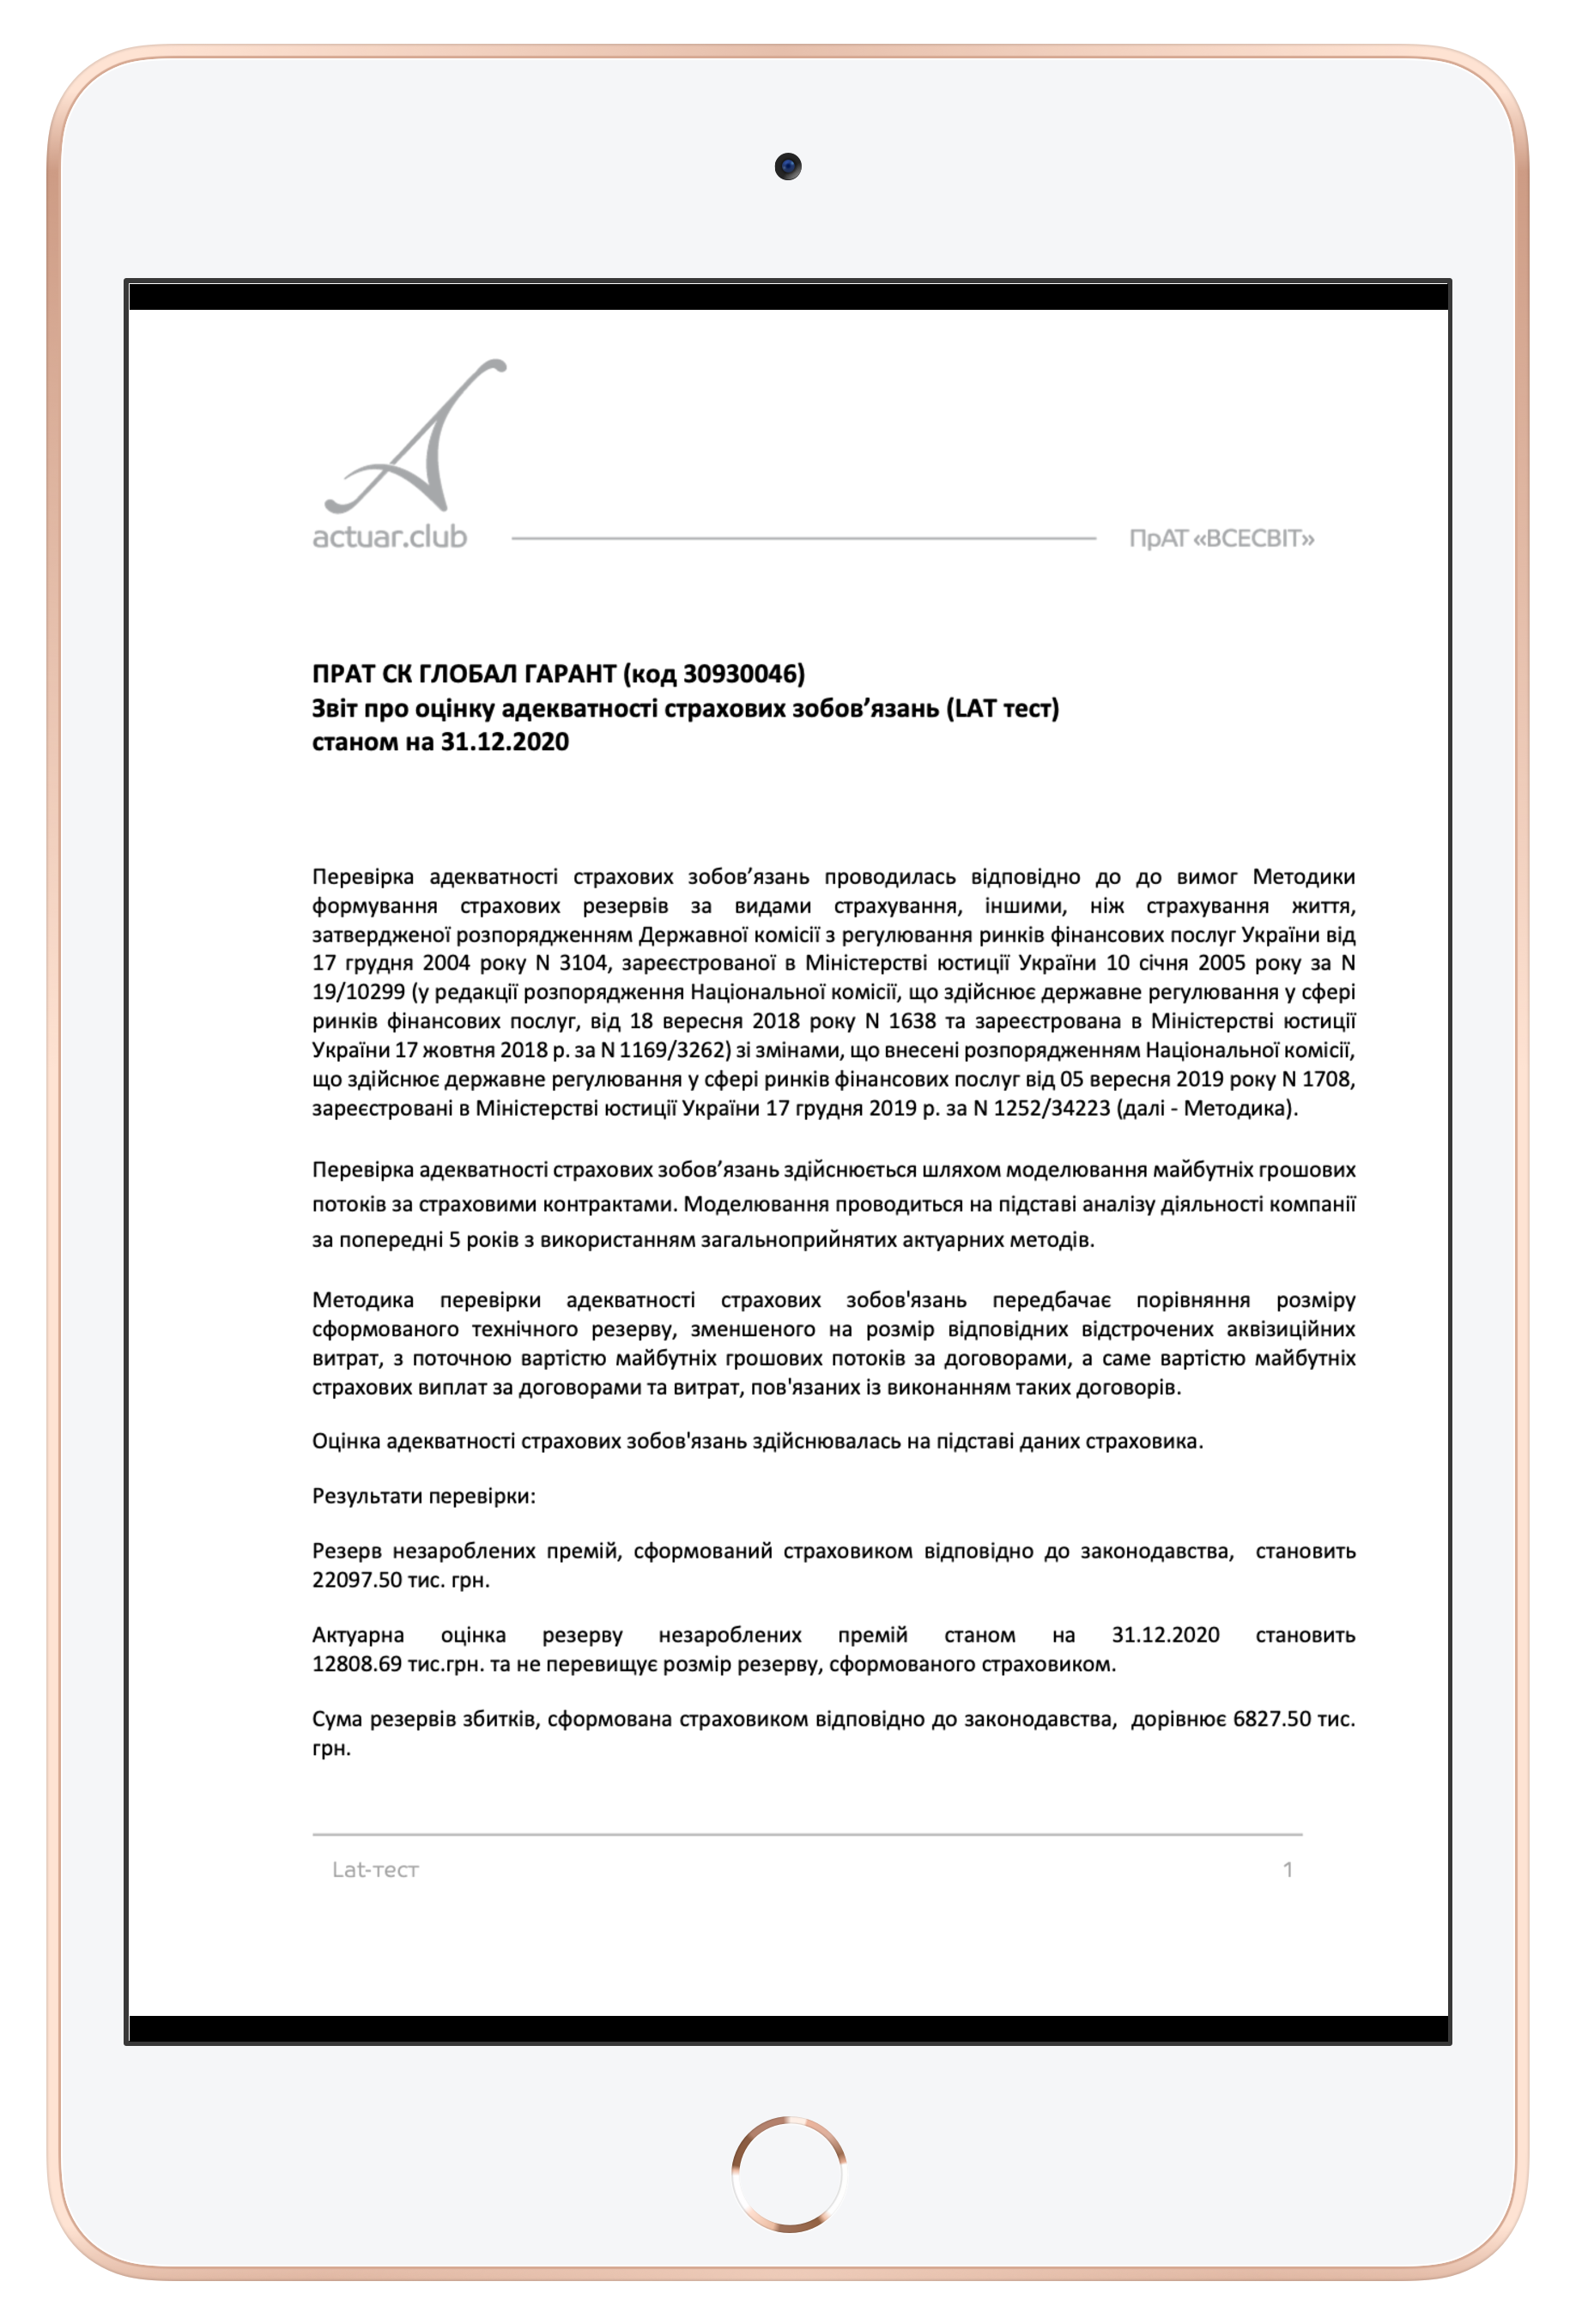 actuar.club
ПрАТ «ВСЕСВІТ»
ПРАТ СК ГЛОБАЛ ГАРАНТ (код 30930046)
Звіт про оцінку адекватності страхових зобов’язань (LAT тест)
станом на 31.12.2020
Перевірка адекватності страхових зобов’язань проводилась відповідно до до вимог Методики
формування страхових резервів за видами страхування, іншими, ніж страхування життя,
затвердженої розпорядженням Державної комісії з регулювання ринків фінансових послуг України від
17 грудня 2004 року N 3104, зареєстрованої в Міністерстві юстиції України 10 січня 2005 року за N
19/10299 (у редакції розпорядження Національної комісії, що здійснює державне регулювання у сфері
ринків фінансових послуг, від 18 вересня 2018 року N 1638 та зареєстрована в Міністерстві юстиції
України 17 жовтня 2018 р. за N 1169/3262) зі змінами, що внесені розпорядженням Національної комісії,
що здійснює державне регулювання у сфері ринків фінансових послуг від 05 вересня 2019 року N 1708,
зареєстровані в Міністерстві юстиції України 17 грудня 2019 р. за N 1252/34223 (далі - Методика).
Перевірка адекватності страхових зобов’язань здійснюється шляхом моделювання майбутніх грошових
потоків за страховими контрактами. Моделювання проводиться на підставі аналізу діяльності компанії
за попередні 5 років з використанням загальноприйнятих актуарних методів.
Методика перевірки адекватності страхових зобов'язань передбачає порівняння розміру
сформованого технічного резерву, зменшеного на розмір відповідних відстрочених аквізиційних
витрат, з поточною вартістю майбутніх грошових потоків за договорами, а саме вартістю майбутніх
страхових виплат за договорами та витрат, пов'язаних із виконанням таких договорів.
Оцінка адекватності страхових зобов'язань здійснювалась на підставі даних страховика.
Результати перевірки:
Резерв незароблених премій, сформований страховиком відповідно до законодавства, становить
22097.50 тис. грн.
Актуарна оцінка резерву незароблених премій станом на 31.12.2020 становить
12808.69 тис.грн. та не перевищує розмір резерву, сформованого страховиком.
Сума резервів збитків, сформована страховиком відповідно до законодавства, дорівнює 6827.50 тис.
грн.
Lat-тест
1